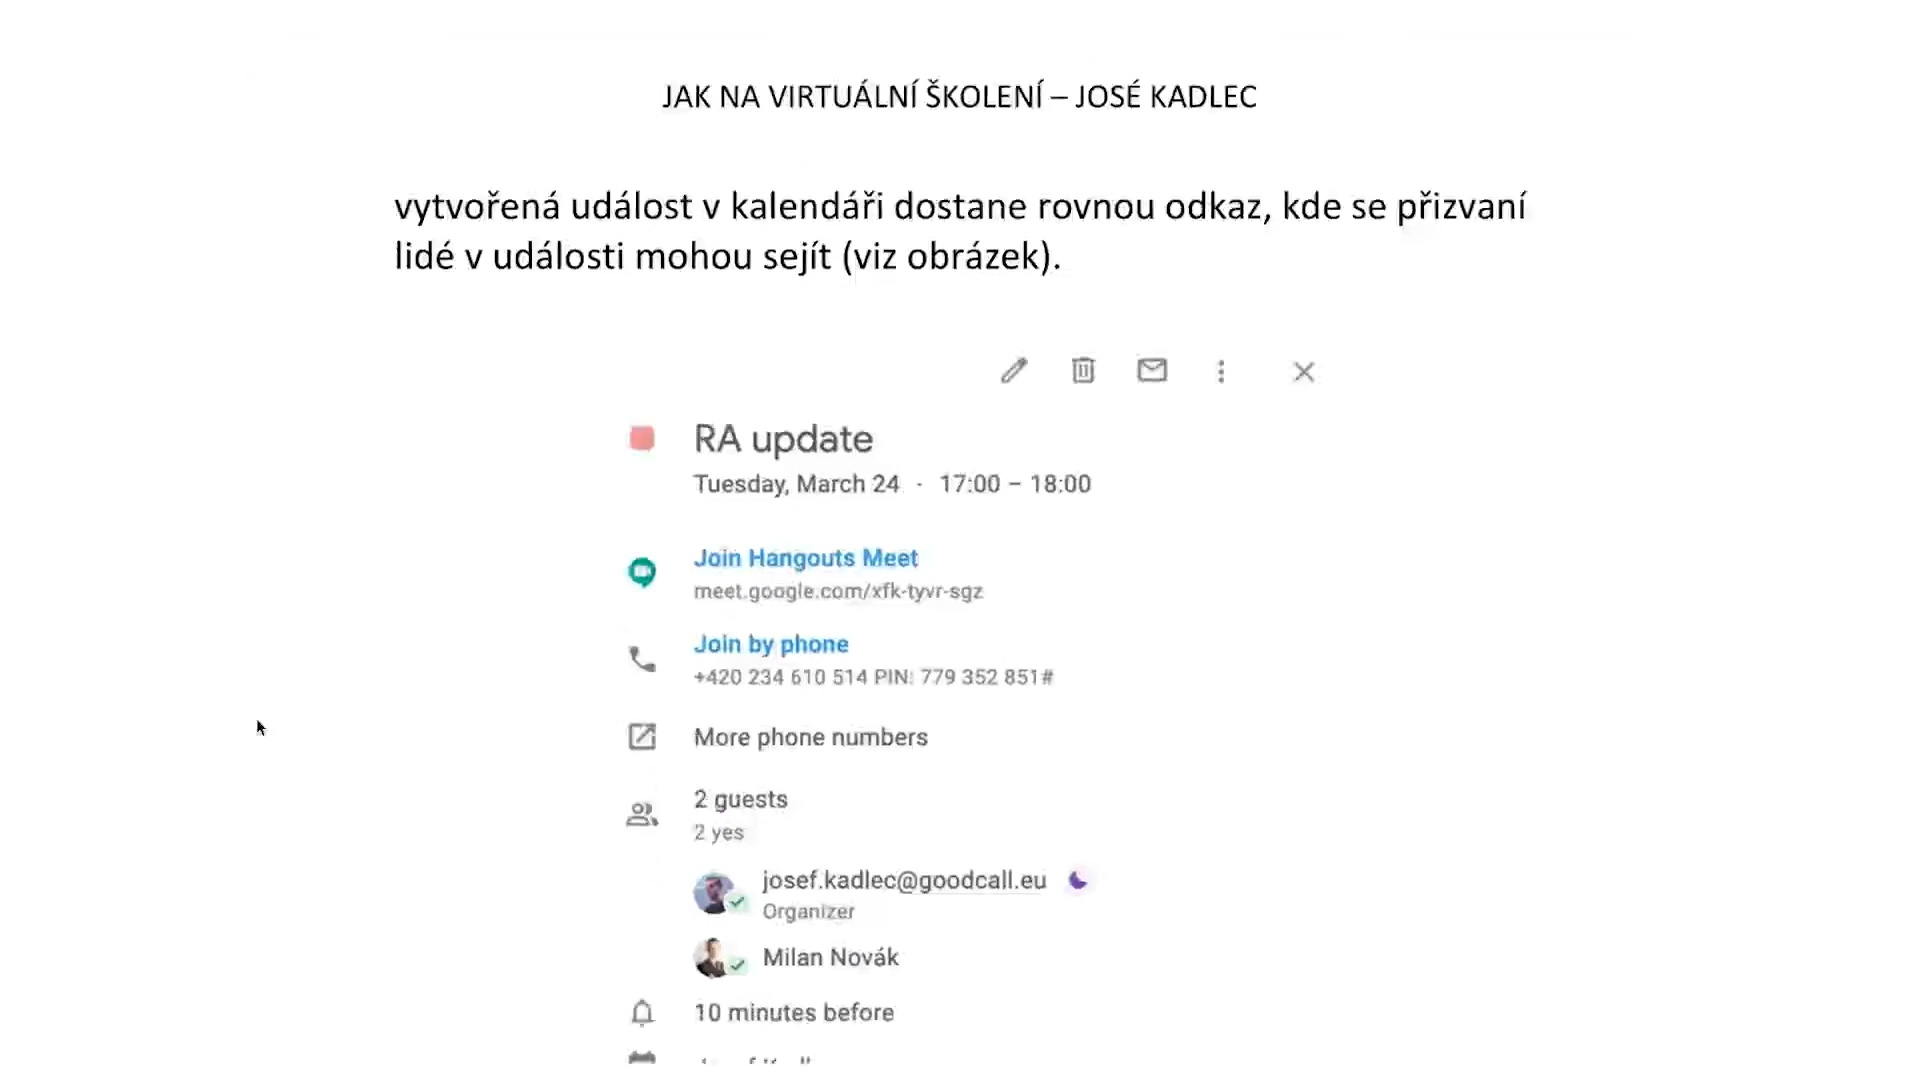 JAK NA VIRTUÁLNÍ ŠKOLENÍ – JOSÉ KADLEC
vytvořená událost v kalendáři dostane rovnou odkaz, kde se přizvaní
lidé v události mohou sejít (viz obrázek).
RA update
Tuesday, March 24 · 17:00 – 18:00
Join Hangouts Meet
meet.google.com/xfk-tyvr-sgz
Join by phone
+420 234 610 514 PIN: 779 352 851#
More phone numbers
2 guests
2 yes
josef.kadlec@goodcall.eu
Organizer
Milan Novák
10 minutes before